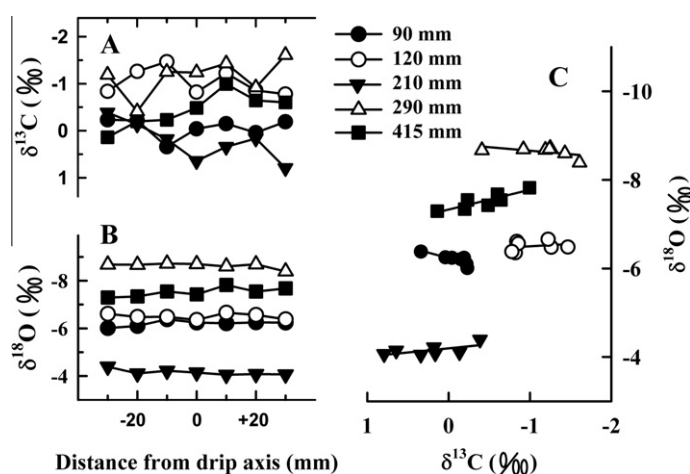 A
-2
-1
0
1
δ¹³C (‰)
B
-8
-6
-4
δ¹⁸O (‰)
-20 0 +20
Distance from drip axis (mm)
90 mm
120 mm
210 mm
290 mm
415 mm
C
-10
-8
-6
-4
δ¹⁸O (‰)
1 0 -1 -2
δ¹³C (‰)